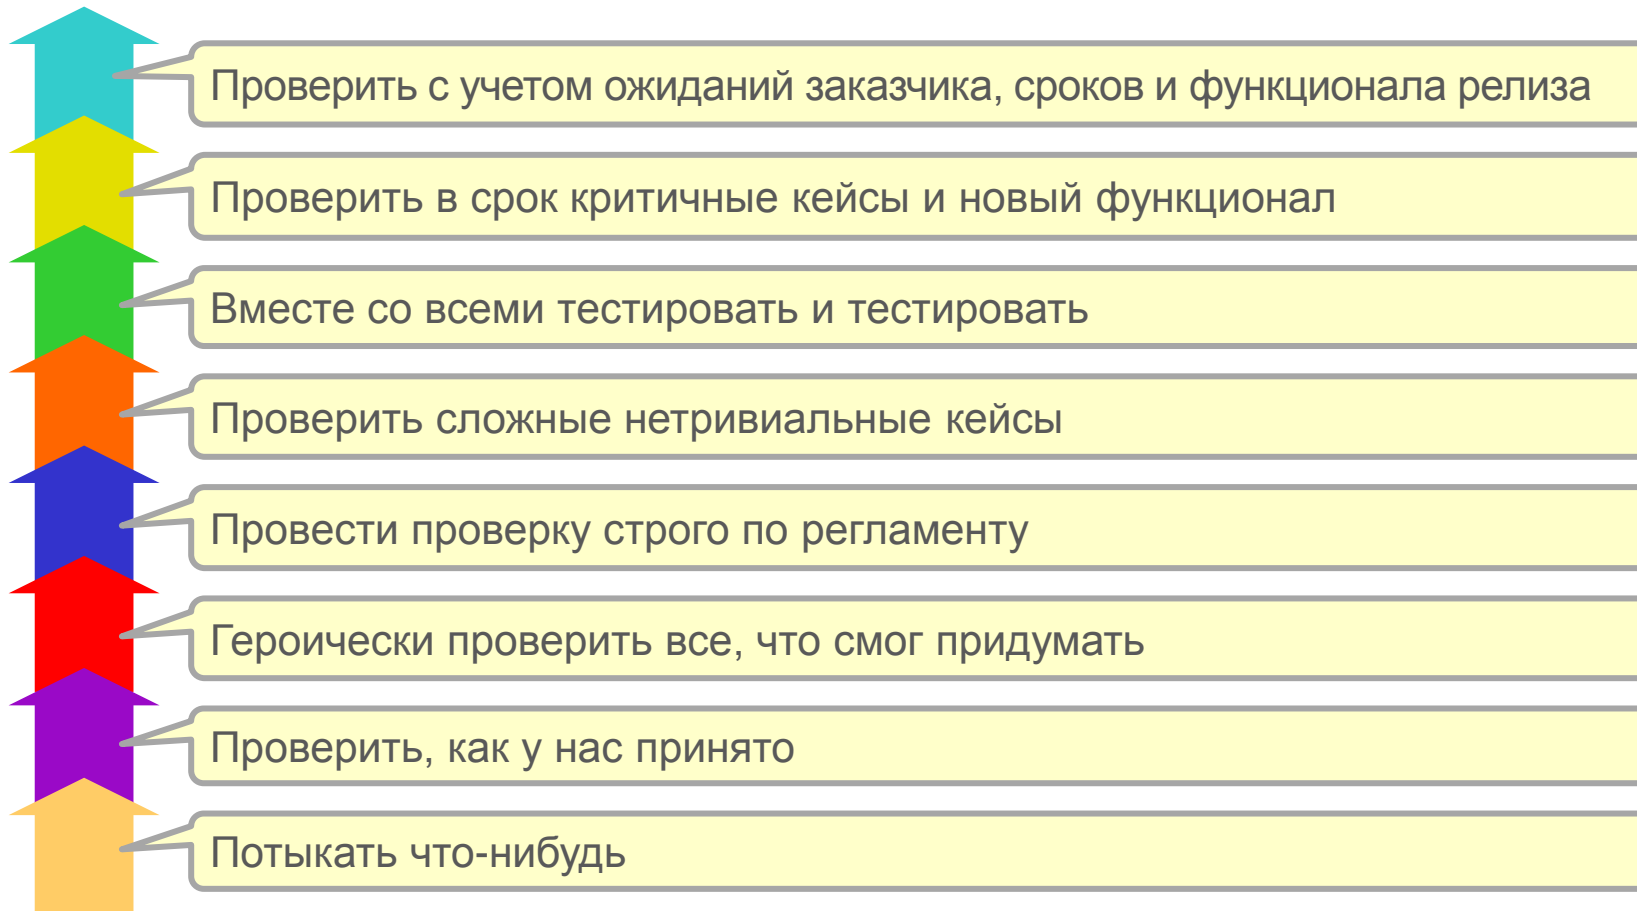 Проверить с учетом ожиданий заказчика, сроков и функционала релиза
Проверить в срок критичные кейсы и новый функционал
Вместе со всеми тестировать и тестировать
Проверить сложные нетривиальные кейсы
Провести проверку строго по регламенту
Героически проверить все, что смог придумать
Проверить, как у нас принято
Потыкать что-нибудь